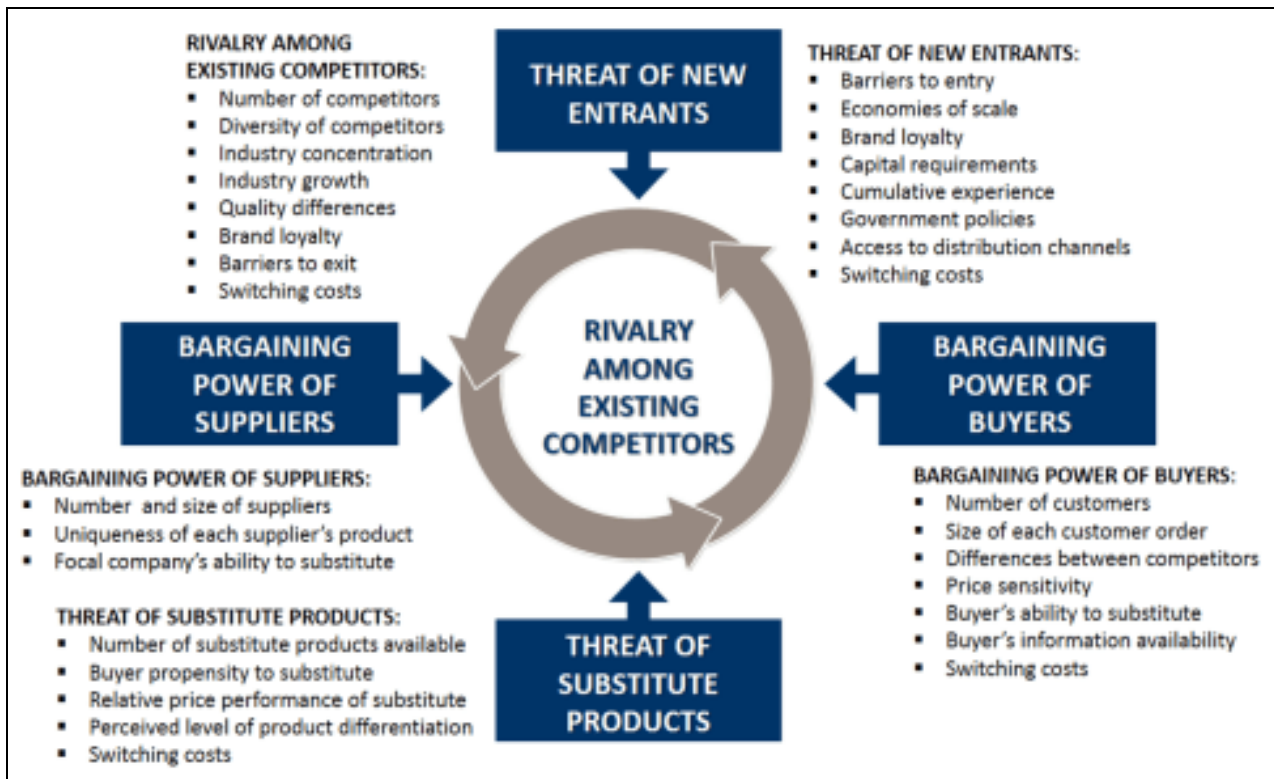 RIVALRY AMONG
EXISTING COMPETITORS:
▪ Number of competitors
▪ Diversity of competitors
▪ Industry concentration
▪ Industry growth
▪ Quality differences
▪ Brand loyalty
▪ Barriers to exit
▪ Switching costs
THREAT OF NEW
ENTRANTS
THREAT OF NEW ENTRANTS:
▪ Barriers to entry
▪ Economies of scale
▪ Brand loyalty
▪ Capital requirements
▪ Cumulative experience
▪ Government policies
▪ Access to distribution channels
▪ Switching costs
BARGAINING
POWER OF
SUPPLIERS
RIVALRY
AMONG
EXISTING
COMPETITORS
BARGAINING
POWER OF
BUYERS
BARGAINING POWER OF SUPPLIERS:
▪ Number and size of suppliers
▪ Uniqueness of each supplier's product
▪ Focal company's ability to substitute
BARGAINING POWER OF BUYERS:
▪ Number of customers
▪ Size of each customer order
▪ Differences between competitors
▪ Price sensitivity
▪ Buyer's ability to substitute
▪ Buyer's information availability
▪ Switching costs
THREAT OF SUBSTITUTE PRODUCTS:
▪ Number of substitute products available
▪ Buyer propensity to substitute
▪ Relative price performance of substitute
▪ Perceived level of product differentiation
▪ Switching costs
THREAT OF
SUBSTITUTE
PRODUCTS